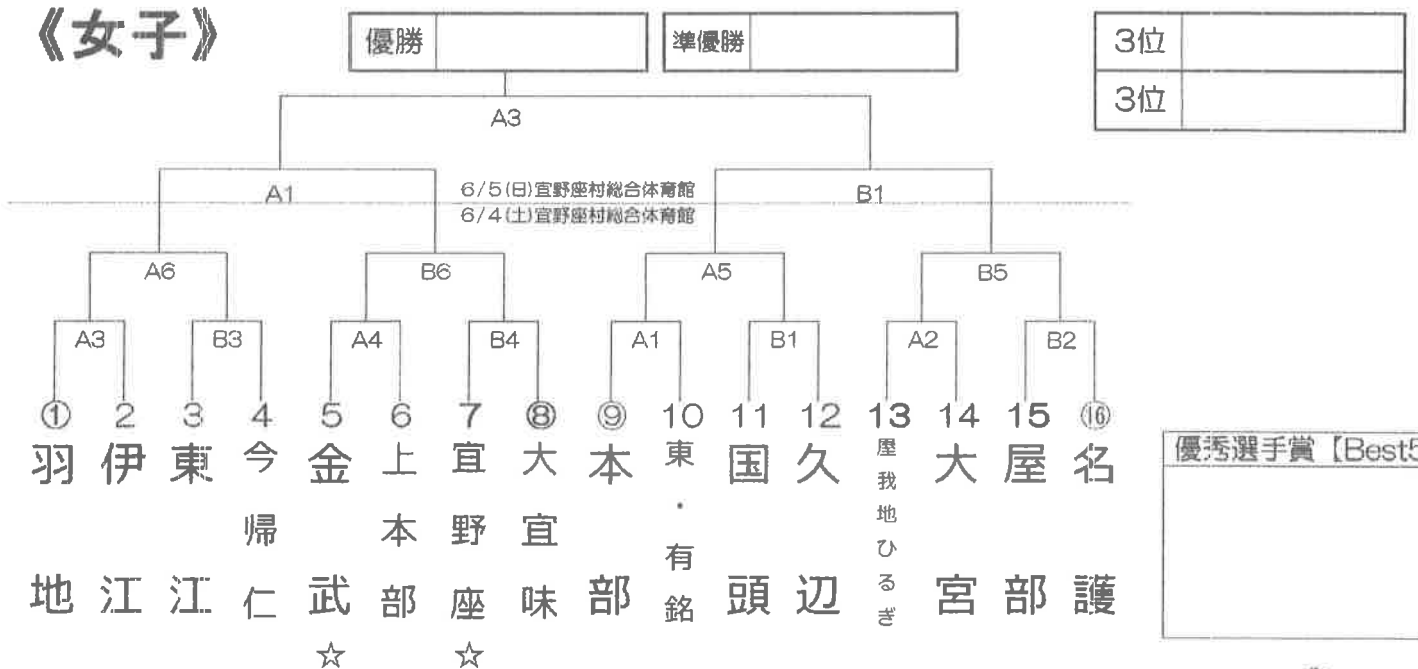 《女子》
優勝
準優勝
3位
3位
A3
A1
6/5(日)宜野座村総合体育館
B1
6/4(土)宜野座村総合体育館
A6
B6
A5
B5
A3
B3
A4
B4
A1
B1
A2
B2
① 2 3 4 5 6 7 ⑧ ⑨ 10 11 12 13 14 15 ⑯
羽地
伊江
東江
今帰仁
金武☆
上本部
宜野座☆
大宜味
本部
東・有銘
国頭
久辺
屋我地ひるぎ
大宮
屋部
名護
優秀選手賞【Best5